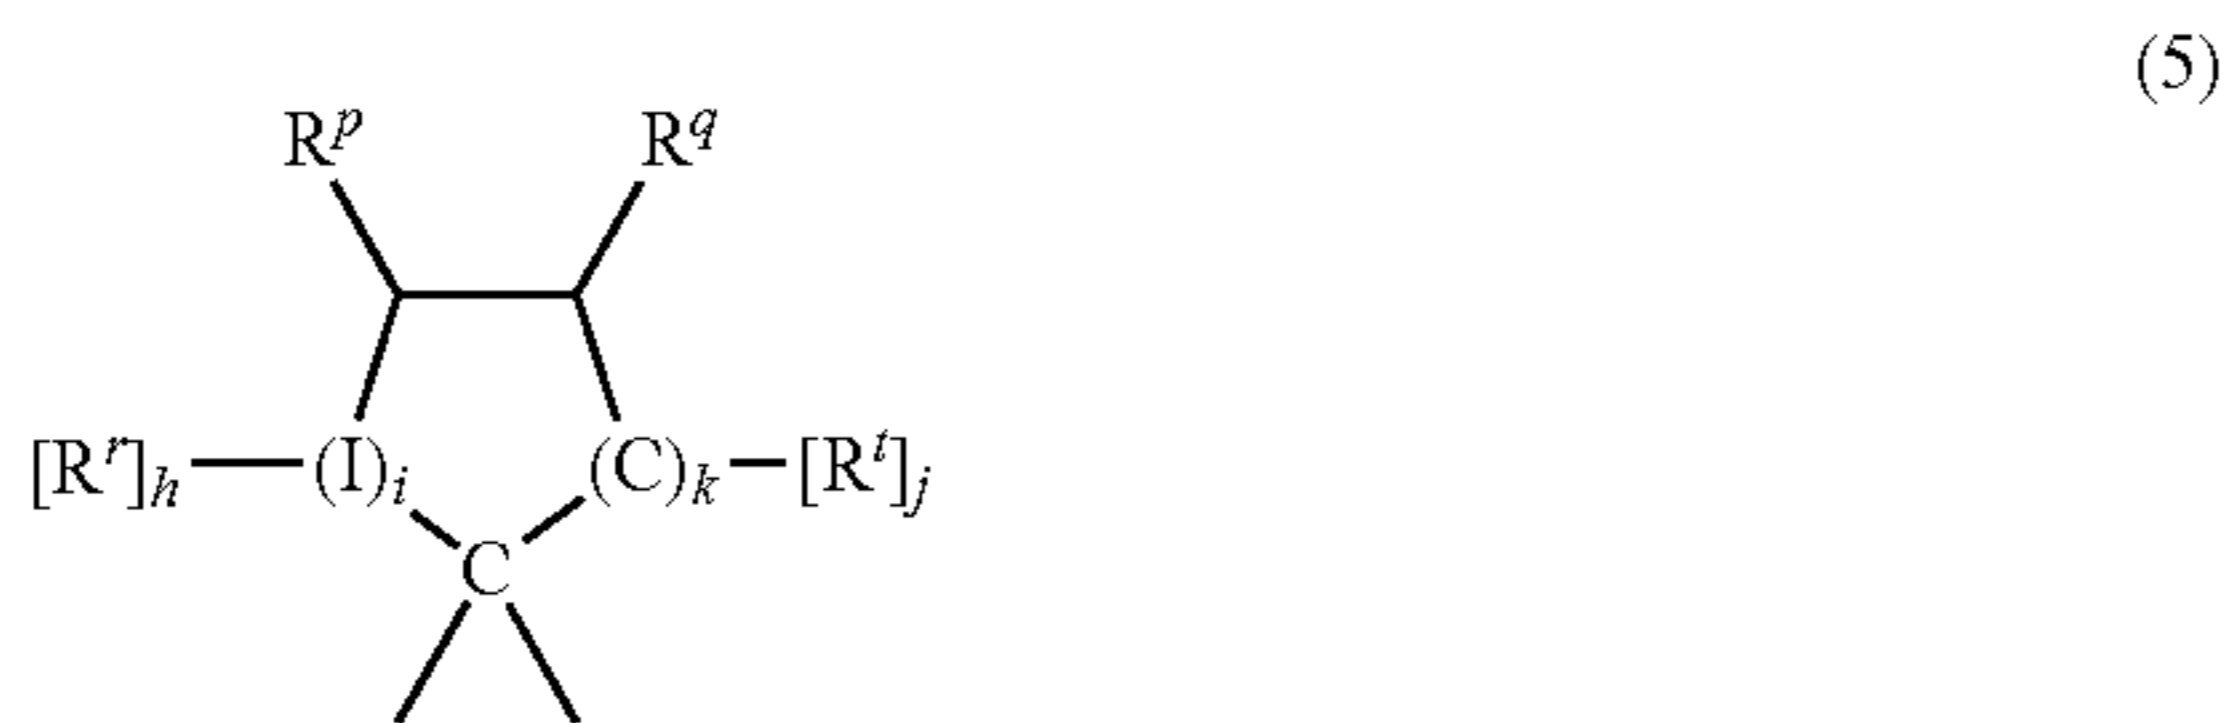 (5)
R^p R^q
[R^r]_h (I)_i (C)_k [R^t]_j
C